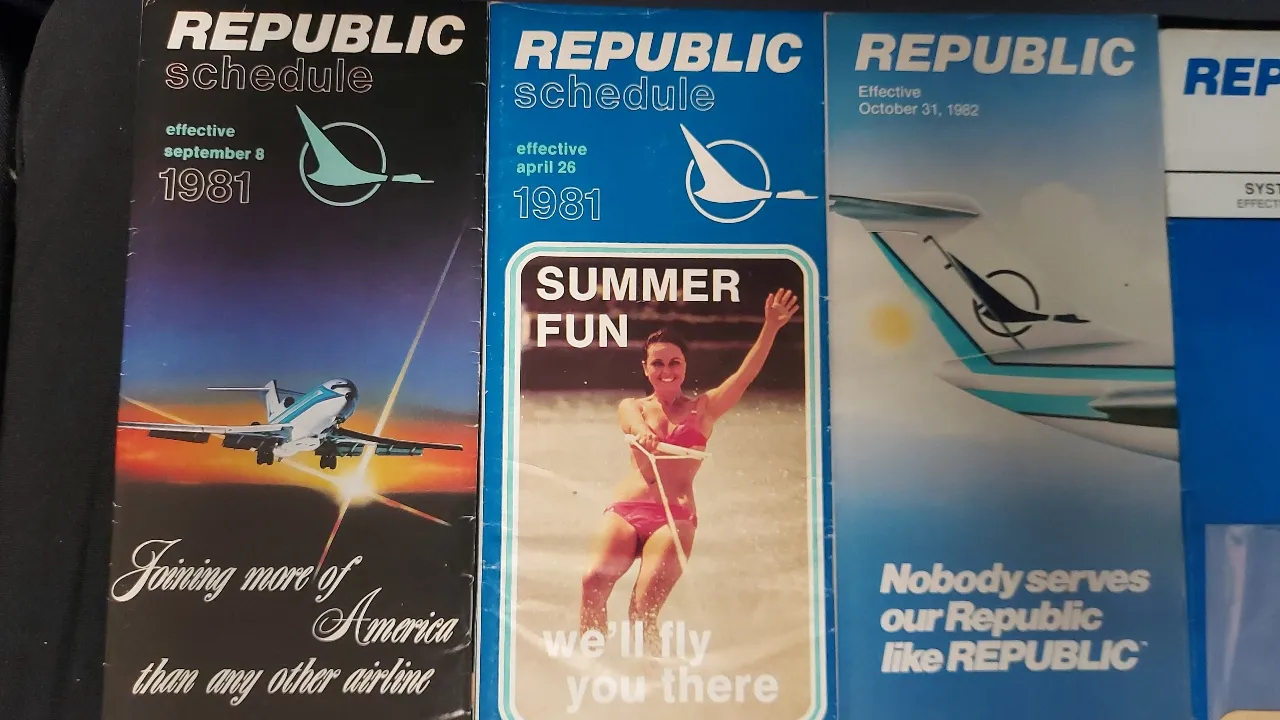 REPUBLIC
schedule
effective
september 8
1981
Joining more of
America
than any other airline
REPUBLIC
schedule
effective
april 26
1981
SUMMER
FUN
we'll fly
you there
REPUBLIC
Effective
October 31, 1982
Nobody serves
our Republic
like REPUBLIC™
REP
SYST
EFFECT